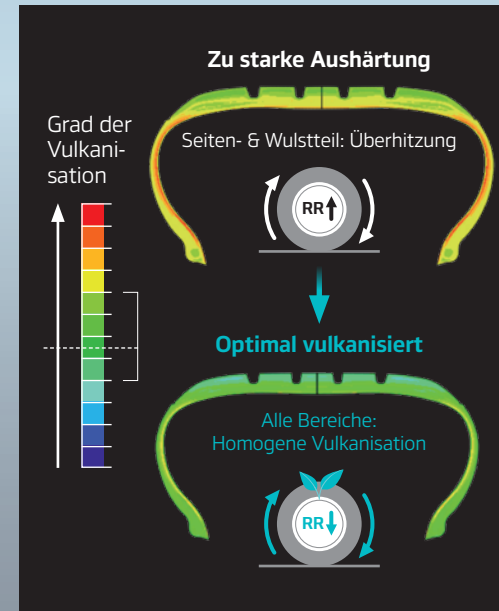 Zu starke Aushärtung
Grad der
Vulkani-
sation
Seiten- & Wulstteil: Überhitzung
RR
Optimal vulkanisiert
Alle Bereiche:
Homogene Vulkanisation
RR